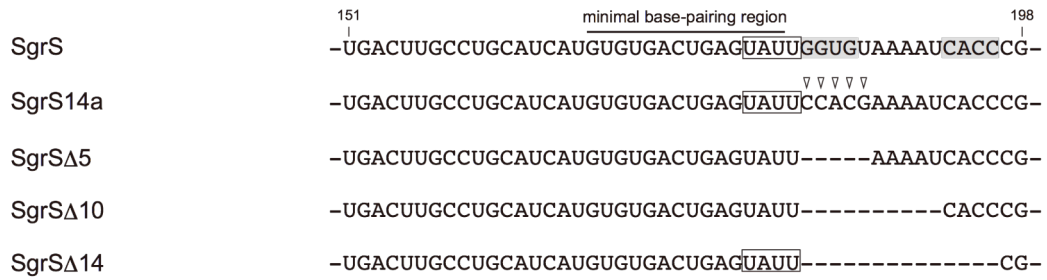 151 198
minimal base-pairing region
SgrS –UGACUUGCCUGCAUCAUGUGUGACUGAGUAUUGGUGUAAAAUCACCCG–
SgrS14a –UGACUUGCCUGCAUCAUGUGUGACUGAGUAUUCCACGAAAAUCACCCG–
SgrSΔ5 –UGACUUGCCUGCAUCAUGUGUGACUGAGUAUU–––––AAAAUCACCCG–
SgrSΔ10 –UGACUUGCCUGCAUCAUGUGUGACUGAGUAUU––––––––––CACCCG–
SgrSΔ14 –UGACUUGCCUGCAUCAUGUGUGACUGAGUAUU––––––––––––––CG–